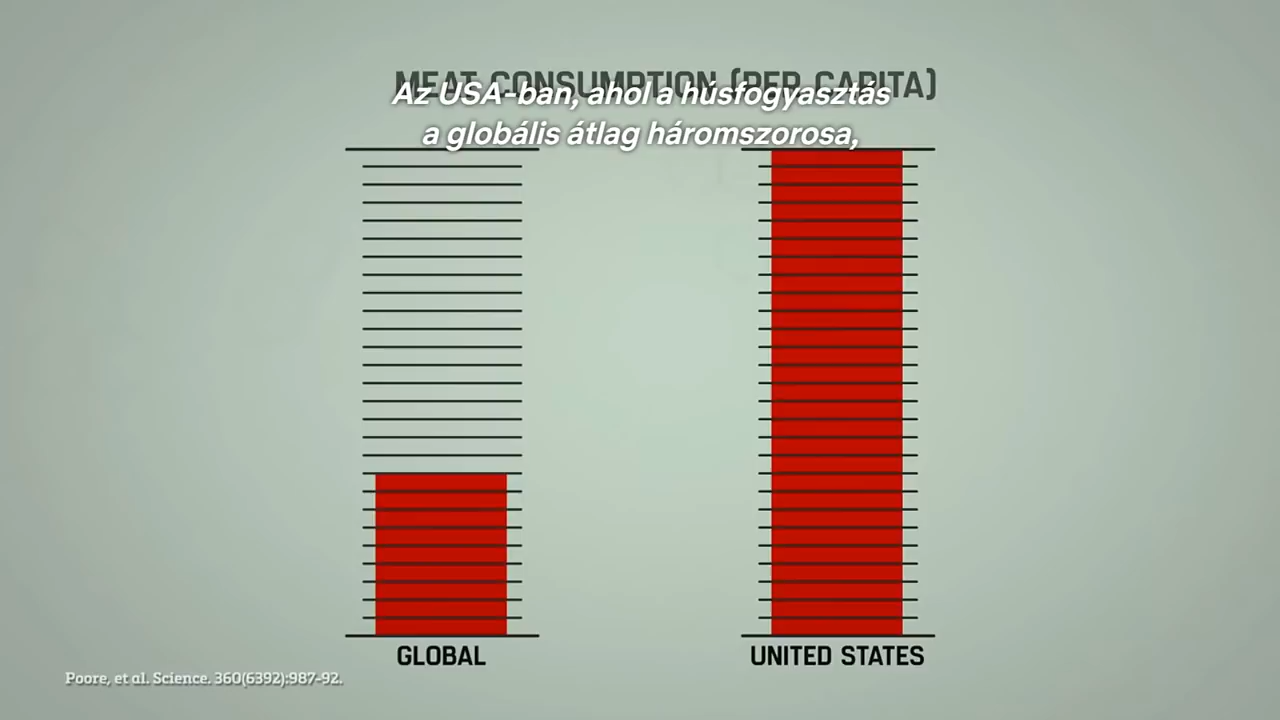 MEAT CONSUMPTION (PER CAPITA)
Az USA-ban, ahol a húsfogyasztás
a globális átlag háromszorosa,
GLOBAL
UNITED STATES
Poore, et al. Science. 360(6392):987-92.